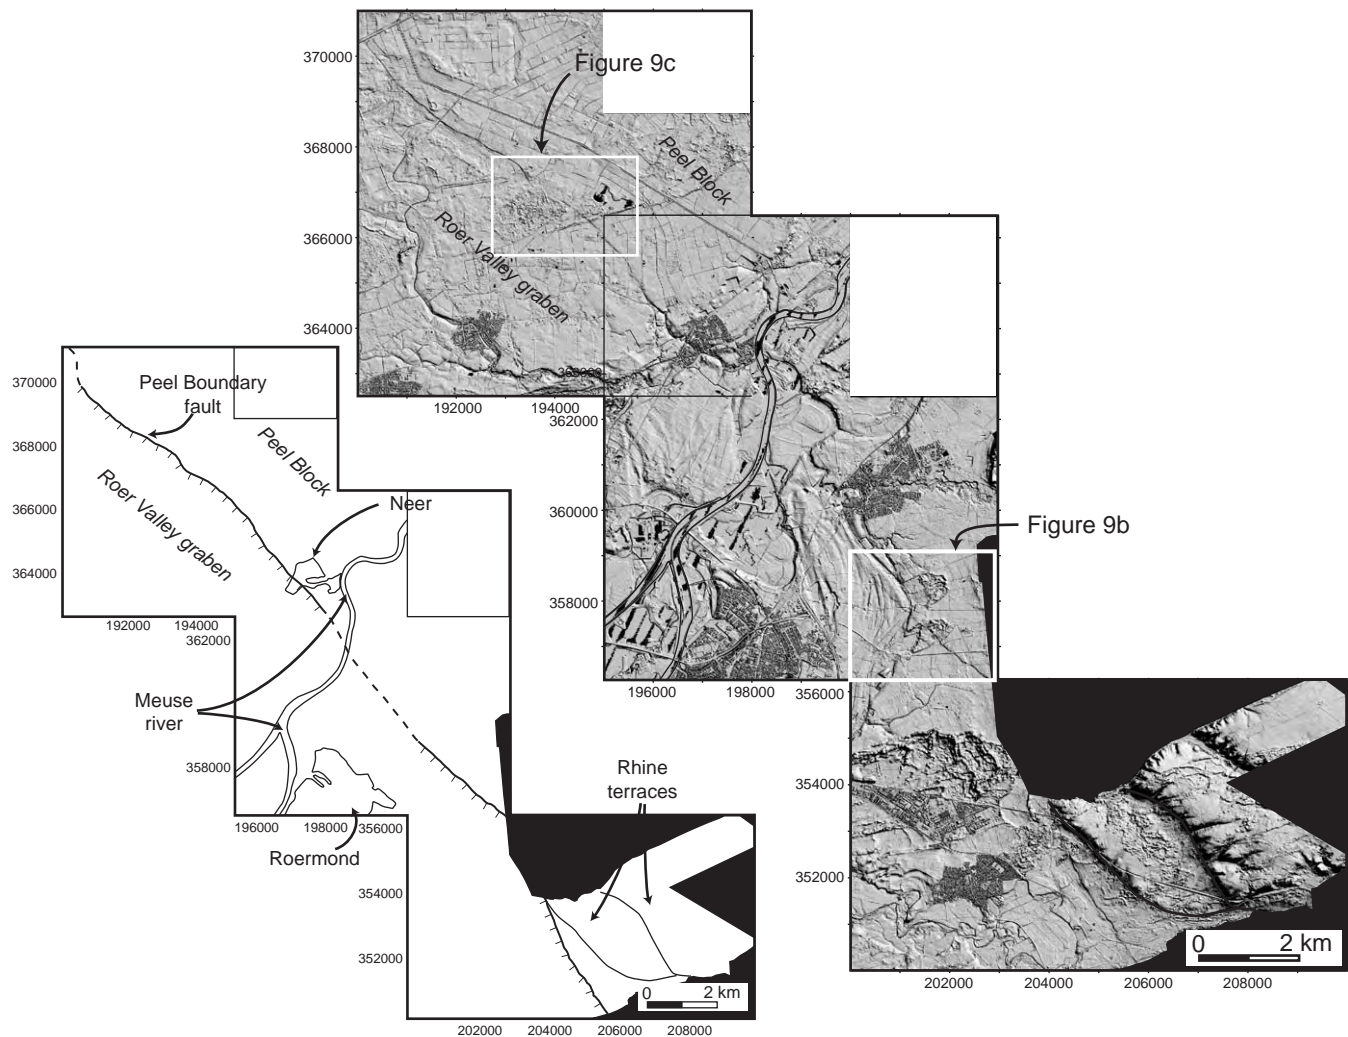 370000
Figure 9c
368000
Peel Block
366000
Roer Valley graben
364000
192000
194000
362000
360000
Figure 9b
358000
196000
198000
356000
354000
352000
0
2 km
202000
204000
206000
208000
370000
Peel Boundary
fault
368000
Peel Block
Roer Valley graben
366000
Neer
364000
192000
194000
362000
Meuse
river
358000
Rhine
terraces
196000
198000
356000
Roermond
354000
352000
0
2 km
202000
204000
206000
208000